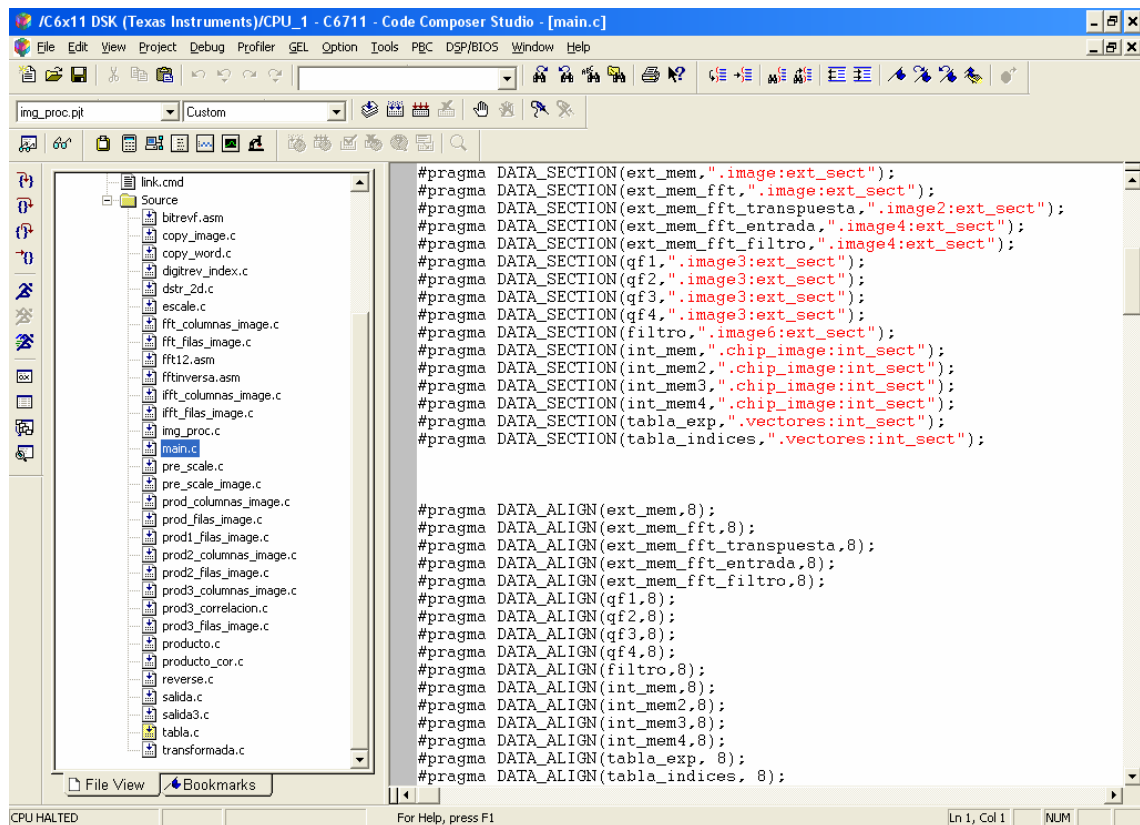 /C6x11 DSK (Texas Instruments)/CPU_1 - C6711 - Code Composer Studio - [main.c]
File Edit View Project Debug Profiler GEL Option Tools PBC DSP/BIOS Window Help
img_proc.pjt Custom
link.cmd
Source
bitrevf.asm
copy_image.c
copy_word.c
digitrev_index.c
dstr_2d.c
escale.c
fft_columnas_image.c
fft_filas_image.c
fft12.asm
fftinversa.asm
ifft_columnas_image.c
ifft_filas_image.c
img_proc.c
main.c
pre_scale.c
pre_scale_image.c
prod_columnas_image.c
prod_filas_image.c
prod1_filas_image.c
prod2_columnas_image.c
prod2_filas_image.c
prod3_columnas_image.c
prod3_correlacion.c
prod3_filas_image.c
producto.c
producto_cor.c
reverse.c
salida.c
salida3.c
tabla.c
transformada.c
File View Bookmarks
#pragma DATA_SECTION(ext_mem,".image:ext_sect");
#pragma DATA_SECTION(ext_mem_fft,".image:ext_sect");
#pragma DATA_SECTION(ext_mem_fft_transpuesta,".image2:ext_sect");
#pragma DATA_SECTION(ext_mem_fft_entrada,".image4:ext_sect");
#pragma DATA_SECTION(ext_mem_fft_filtro,".image4:ext_sect");
#pragma DATA_SECTION(qf1,".image3:ext_sect");
#pragma DATA_SECTION(qf2,".image3:ext_sect");
#pragma DATA_SECTION(qf3,".image3:ext_sect");
#pragma DATA_SECTION(qf4,".image3:ext_sect");
#pragma DATA_SECTION(filtro,".image6:ext_sect");
#pragma DATA_SECTION(int_mem,".chip_image:int_sect");
#pragma DATA_SECTION(int_mem2,".chip_image:int_sect");
#pragma DATA_SECTION(int_mem3,".chip_image:int_sect");
#pragma DATA_SECTION(int_mem4,".chip_image:int_sect");
#pragma DATA_SECTION(tabla_exp,".vectores:int_sect");
#pragma DATA_SECTION(tabla_indices,".vectores:int_sect");
#pragma DATA_ALIGN(ext_mem,8);
#pragma DATA_ALIGN(ext_mem_fft,8);
#pragma DATA_ALIGN(ext_mem_fft_transpuesta,8);
#pragma DATA_ALIGN(ext_mem_fft_entrada,8);
#pragma DATA_ALIGN(ext_mem_fft_filtro,8);
#pragma DATA_ALIGN(qf1,8);
#pragma DATA_ALIGN(qf2,8);
#pragma DATA_ALIGN(qf3,8);
#pragma DATA_ALIGN(qf4,8);
#pragma DATA_ALIGN(filtro,8);
#pragma DATA_ALIGN(int_mem,8);
#pragma DATA_ALIGN(int_mem2,8);
#pragma DATA_ALIGN(int_mem3,8);
#pragma DATA_ALIGN(int_mem4,8);
#pragma DATA_ALIGN(tabla_exp, 8);
#pragma DATA_ALIGN(tabla_indices, 8);
CPU HALTED For Help, press F1 Ln 1, Col 1 NUM